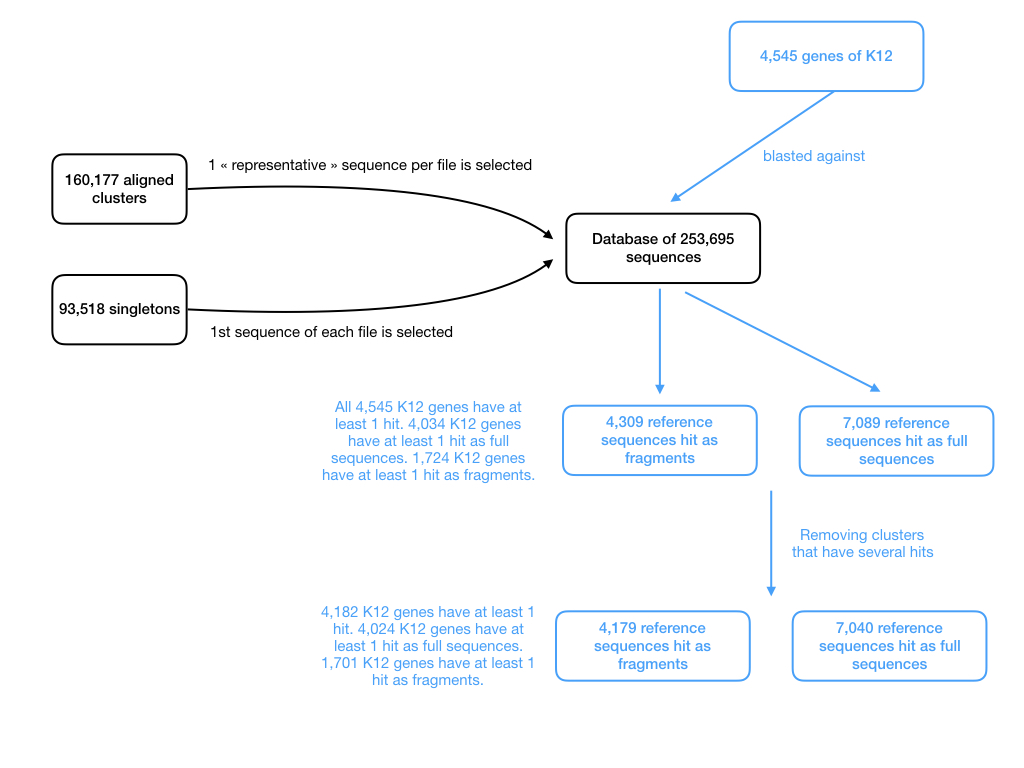 4,545 genes of K12
blasted against
1 « representative » sequence per file is selected
160,177 aligned
clusters
Database of 253,695
sequences
93,518 singletons
1st sequence of each file is selected
All 4,545 K12 genes have at
least 1 hit. 4,034 K12 genes
have at least 1 hit as full
sequences. 1,724 K12 genes
have at least 1 hit as fragments.
4,309 reference
sequences hit as
fragments
7,089 reference
sequences hit as full
sequences
Removing clusters
that have several hits
4,182 K12 genes have at least 1
hit. 4,024 K12 genes have at
least 1 hit as full sequences.
1,701 K12 genes have at least 1
hit as fragments.
4,179 reference
sequences hit as
fragments
7,040 reference
sequences hit as full
sequences